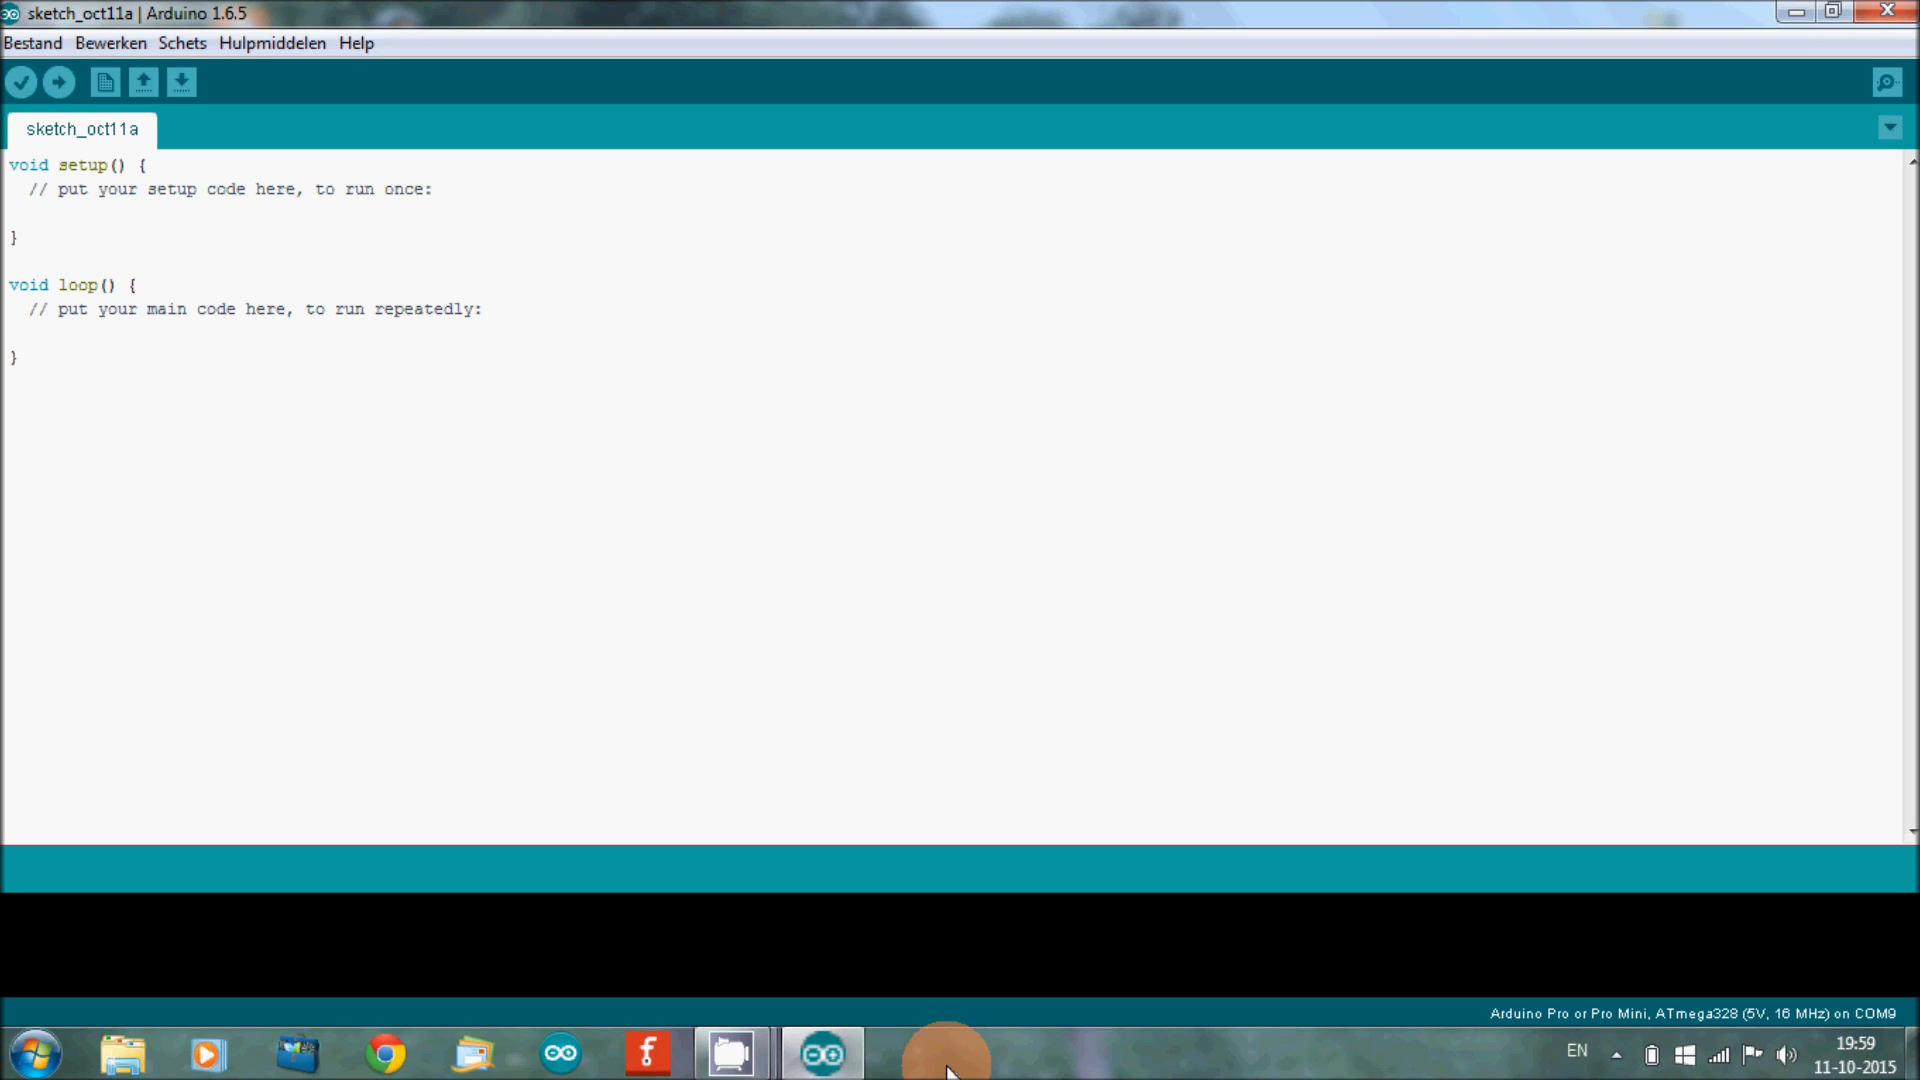 sketch_oct11a | Arduino 1.6.5
Bestand Bewerken Schets Hulpmiddelen Help
sketch_oct11a
void setup() {
  // put your setup code here, to run once:
}
void loop() {
  // put your main code here, to run repeatedly:
}
Arduino Pro or Pro Mini, ATmega328 (5V, 16 MHz) on COM9
EN
19:59
11-10-2015